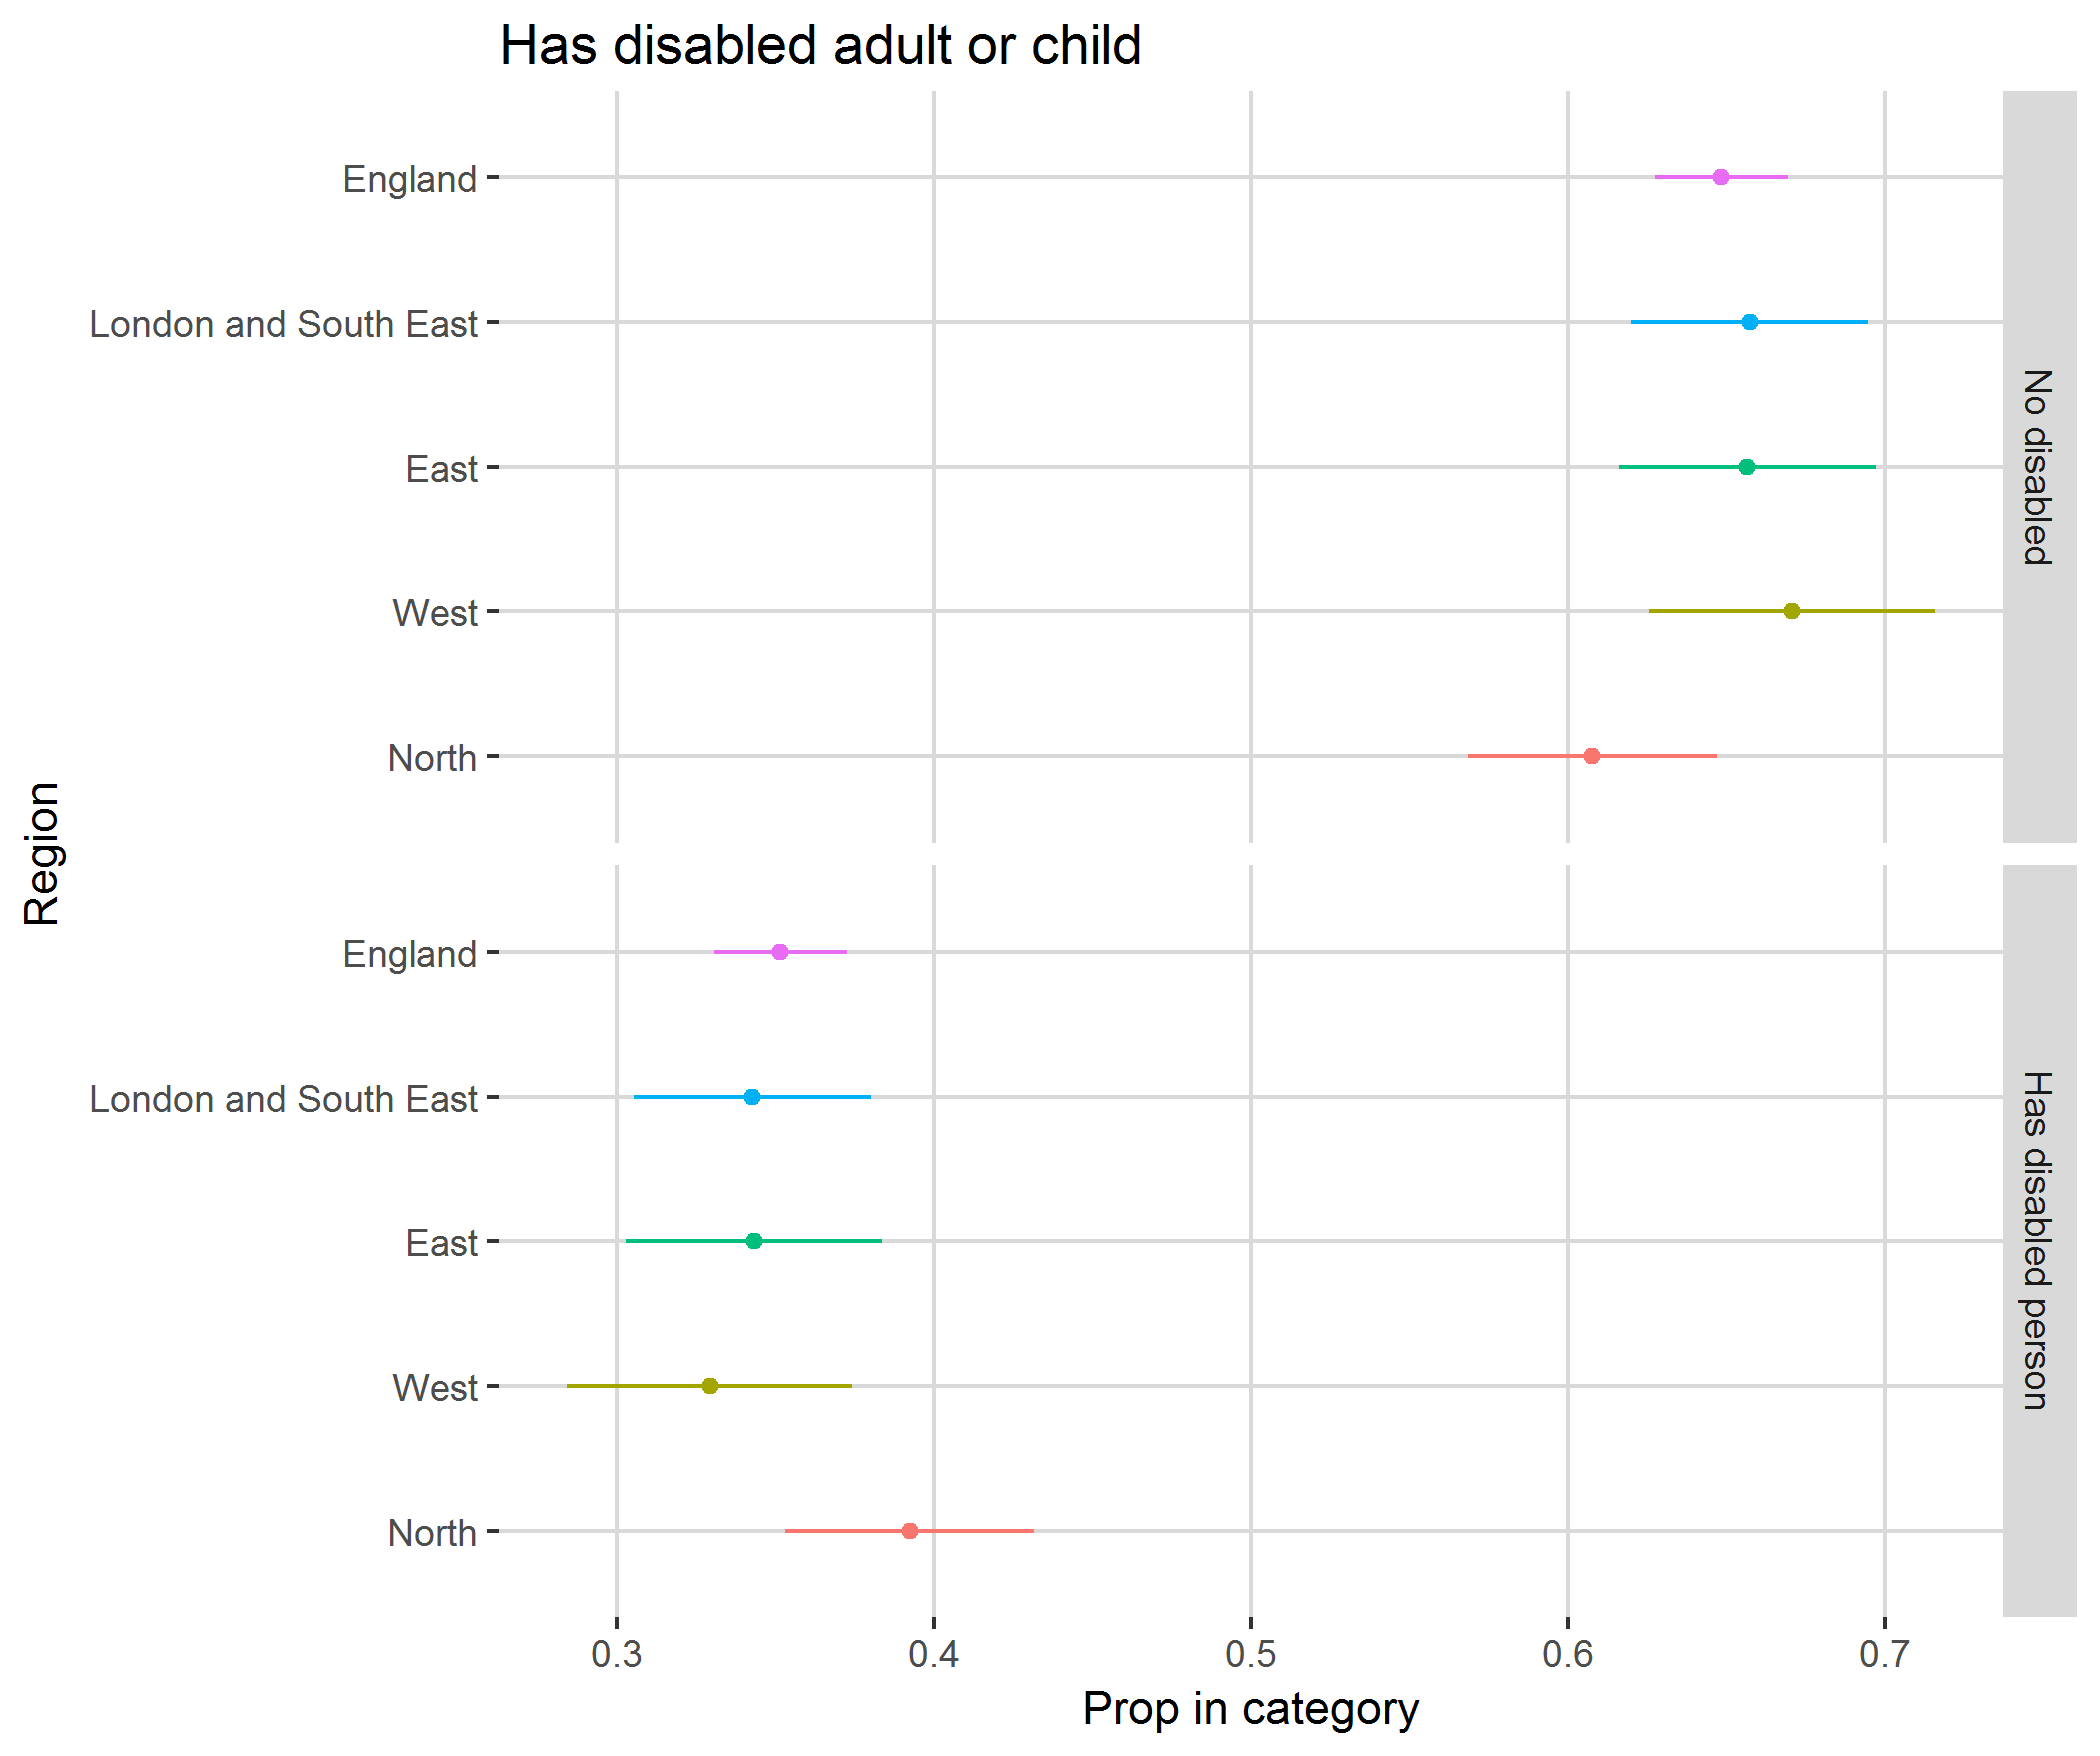 Has disabled adult or child
England
London and South East
East
West
North
No disabled
Region
England
London and South East
East
West
North
Has disabled person
0.3 0.4 0.5 0.6 0.7
Prop in category